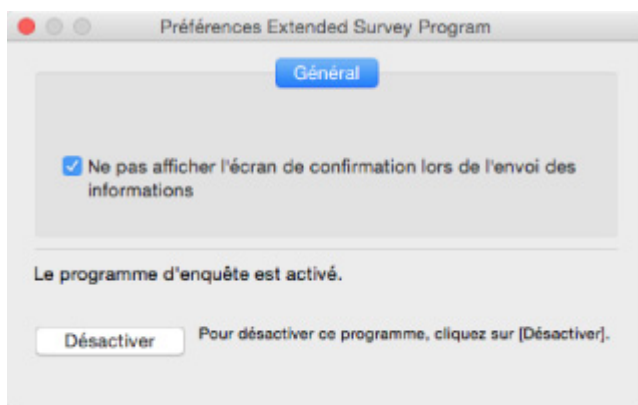 Préférences Extended Survey Program
Général
Ne pas afficher l'écran de confirmation lors de l'envoi des
informations
Le programme d'enquête est activé.
Désactiver
Pour désactiver ce programme, cliquez sur [Désactiver].